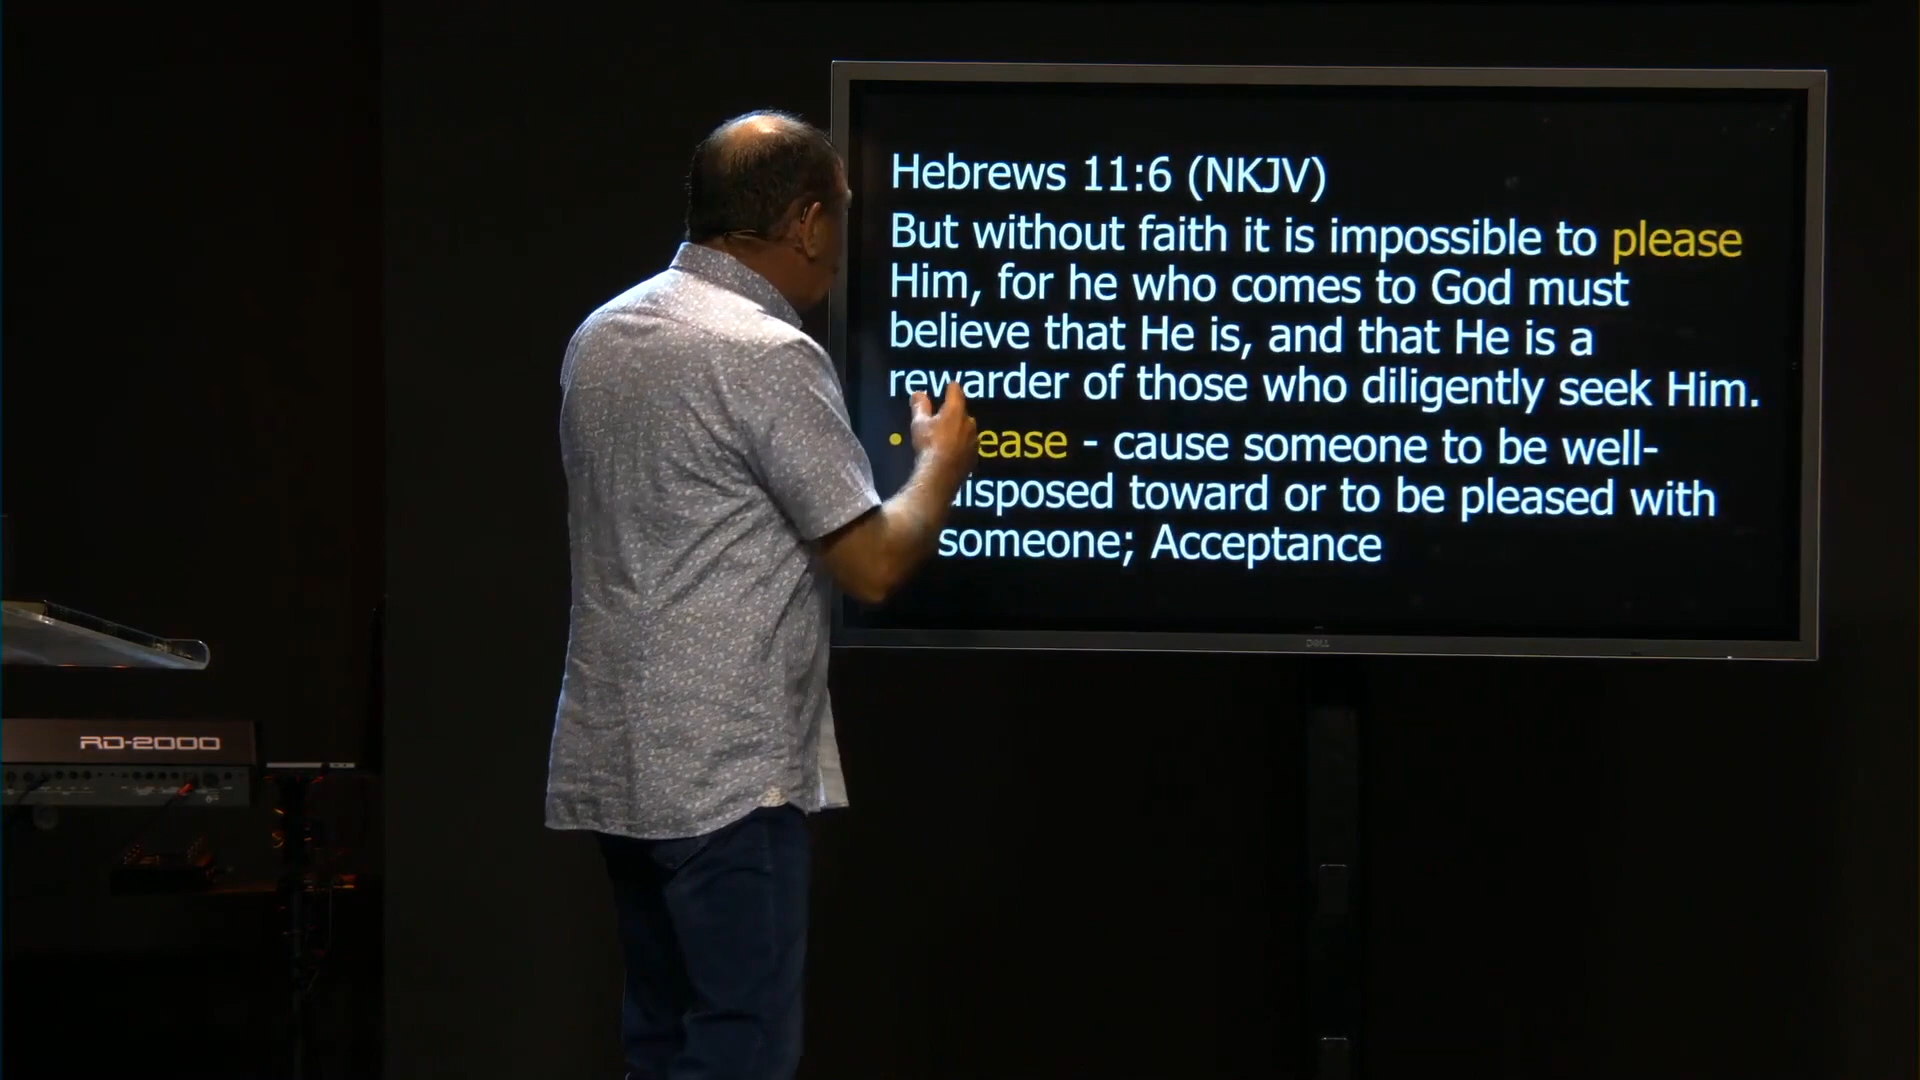 Hebrews 11:6 (NKJV)
But without faith it is impossible to please
Him, for he who comes to God must
believe that He is, and that He is a
rewarder of those who diligently seek Him.
• ease - cause someone to be well-
disposed toward or to be pleased with
someone; Acceptance
DELL
RD-2000